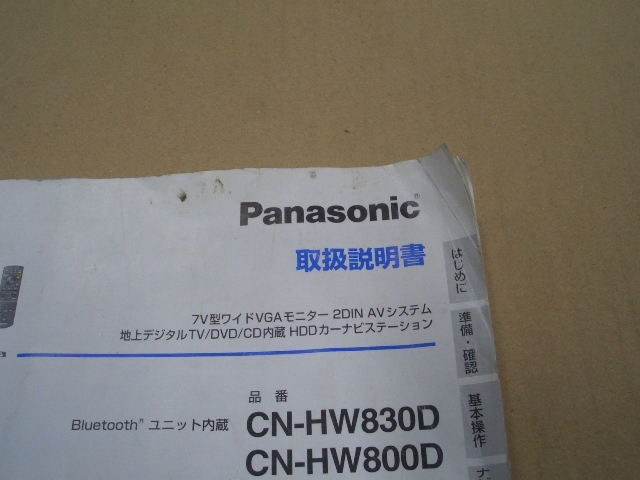 Panasonic®
取扱説明書
7V型ワイドVGAモニター 2DIN AVシステム
地上デジタルTV/DVD/CD内蔵 HDDカーナビステーション
品番
Bluetooth® ユニット内蔵 CN-HW830D
CN-HW800D
はじめに
準備・確認
基本操作
ナ